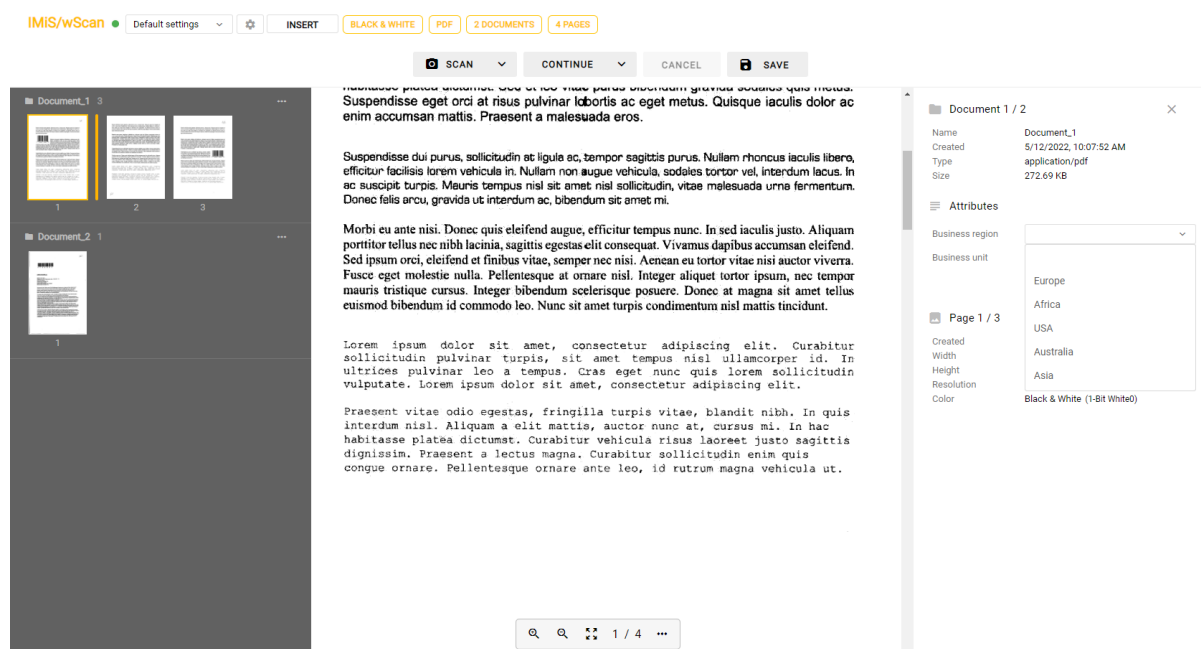 IMiS/wScan
Default settings
INSERT
BLACK & WHITE
PDF
2 DOCUMENTS
4 PAGES
SCAN
CONTINUE
CANCEL
SAVE
Document_1 3
1
2
3
Document_2 1
1
habitasse platea dictumst. Sed et leo vitae purus bibendum gravida sodales quis metus.
Suspendisse eget orci at risus pulvinar lobortis ac eget metus. Quisque iaculis dolor ac
enim accumsan mattis. Praesent a malesuada eros.
Suspendisse dui purus, sollicitudin at ligula ac, tempor sagittis purus. Nullam rhoncus iaculis libero,
efficitur facilisis lorem vehicula in. Nullam non augue vehicula, sodales tortor vel, interdum lacus. In
ac suscipit turpis. Mauris tempus nisl sit amet nisl sollicitudin, vitae malesuada urna fermentum.
Donec felis arcu, gravida ut interdum ac, bibendum sit amet mi.
Morbi eu ante nisi. Donec quis eleifend augue, efficitur tempus nunc. In sed iaculis justo. Aliquam
porttitor tellus nec nibh lacinia, sagittis egestas elit consequat. Vivamus dapibus accumsan eleifend.
Sed ipsum orci, eleifend et finibus vitae, semper nec nisi. Aenean eu tortor vitae nisi auctor viverra.
Fusce eget molestie nulla. Pellentesque at ornare nisl. Integer aliquet tortor ipsum, nec tempor
mauris tristique cursus. Integer bibendum scelerisque posuere. Donec at magna sit amet tellus
euismod bibendum id commodo leo. Nunc sit amet turpis condimentum nisl mattis tincidunt.
Lorem ipsum dolor sit amet, consectetur adipiscing elit. Curabitur
sollicitudin pulvinar turpis, sit amet tempus nisl ullamcorper id. In
ultrices pulvinar leo a tempus. Cras eget nunc quis lorem sollicitudin
vulputate. Lorem ipsum dolor sit amet, consectetur adipiscing elit.
Praesent vitae odio egestas, fringilla turpis vitae, blandit nibh. In quis
interdum nisl. Aliquam a elit mattis, auctor nunc at, cursus mi. In hac
habitasse platea dictumst. Curabitur vehicula risus laoreet justo sagittis
dignissim. Praesent a lectus magna. Curabitur sollicitudin enim quis
congue ornare. Pellentesque ornare ante leo, id rutrum magna vehicula ut.
1 / 4
Document 1 / 2
Name Document_1
Created 5/12/2022, 10:07:52 AM
Type application/pdf
Size 272.69 KB
Attributes
Business region
Business unit
Europe
Africa
USA
Australia
Asia
Page 1 / 3
Created
Width
Height
Resolution
Color Black & White (1-Bit White0)